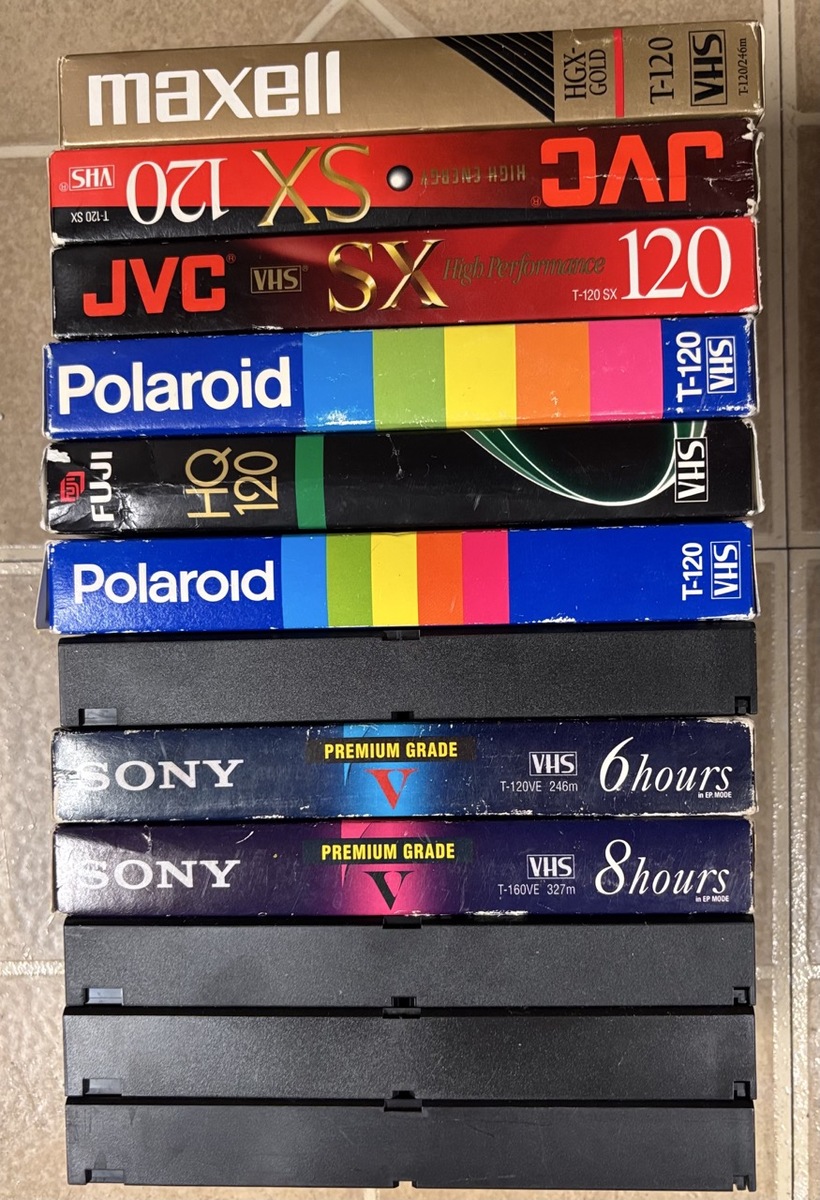 maxell HGX-GOLD T-120 VHS T-120/246m
JVC® HIGH ENERGY SX 120 VHS® T-120 SX
JVC® VHS® SX High Performance T-120 SX 120
Polaroid T-120 VHS
FUJI FUJI HQ 120 VHS
Polaroid T-120 VHS
SONY PREMIUM GRADE V VHS T-120VE 246m 6hours in EP MODE
SONY PREMIUM GRADE V VHS T-160VE 327m 8hours in EP MODE